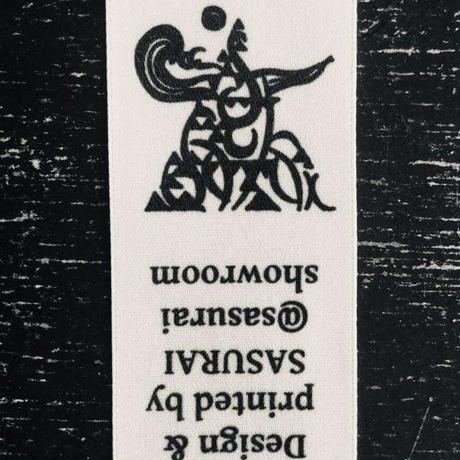 Design &
printed by
SASURAI
@sasurai
showroom